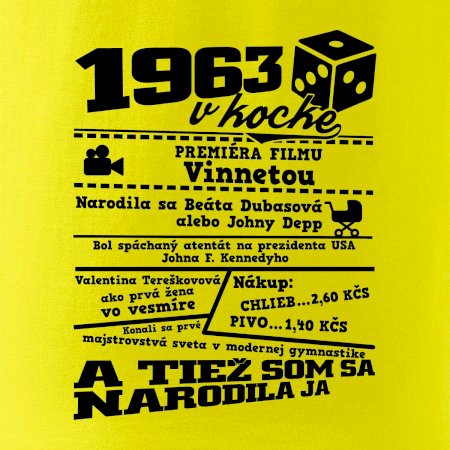 1963
v kocke
PREMIÉRA FILMU
Vinnetou
Narodila sa Beáta Dubasová
alebo Johny Depp
Bol spáchaný atentát na prezidenta USA
Johna F. Kennedyho
Valentina Tereškovová
ako prvá žena
vo vesmíre
Nákup:
CHLIEB...2,60 KČS
PIVO...1,40 KČS
Konali sa prvé
majstrovstvá sveta v modernej gymnastike
A TIEŽ SOM SA
NARODILA JA